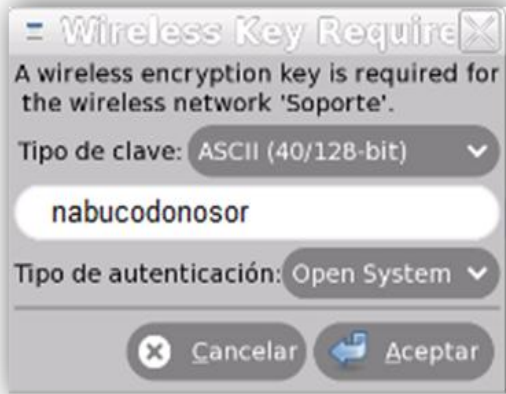 Wireless Key Require
A wireless encryption key is required for
the wireless network 'Soporte'.
Tipo de clave: ASCII (40/128-bit)
nabucodonosor
Tipo de autenticación: Open System
Cancelar Aceptar